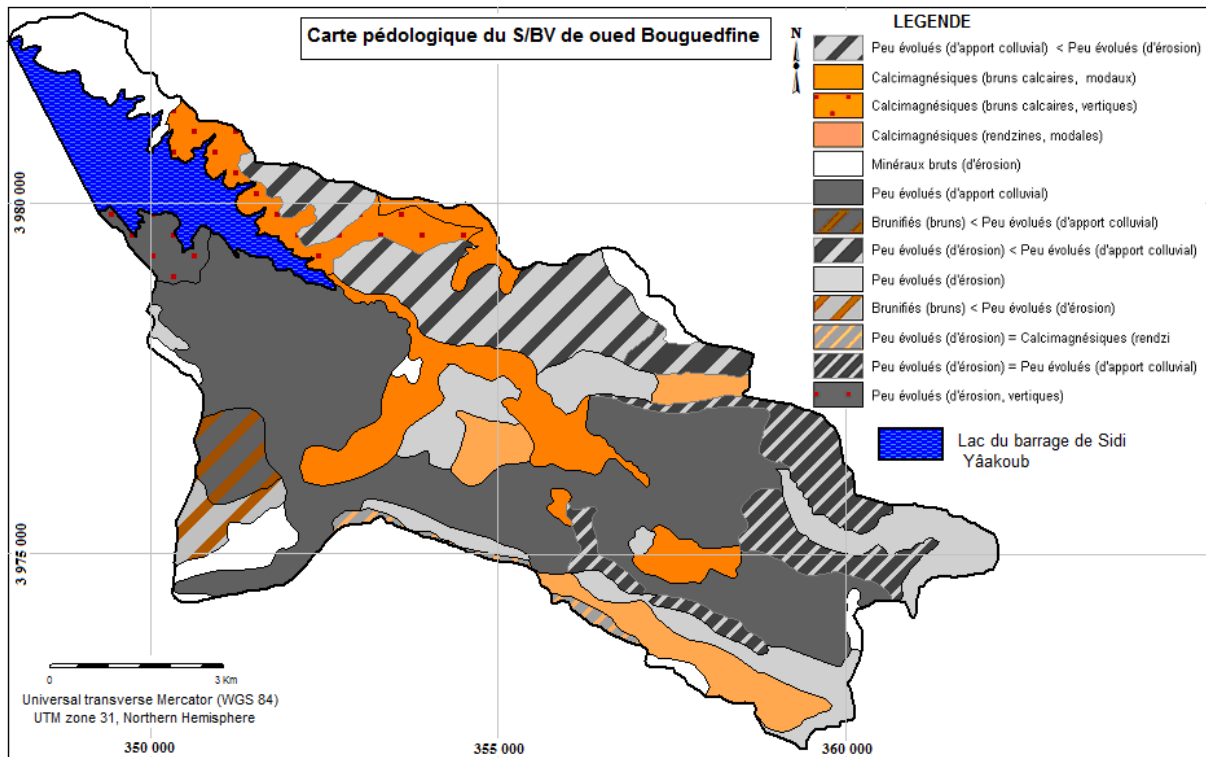 Carte pédologique du S/BV de oued Bouguedfine
N
LEGENDE
Peu évolués (d'apport colluvial) < Peu évolués (d'érosion)
Calcimagnésiques (bruns calcaires, modaux)
Calcimagnésiques (bruns calcaires, vertiques)
Calcimagnésiques (rendzines, modales)
Minéraux bruts (d'érosion)
Peu évolués (d'apport colluvial)
Brunifiés (bruns) < Peu évolués (d'apport colluvial)
Peu évolués (d'érosion) < Peu évolués (d'apport colluvial)
Peu évolués (d'érosion)
Brunifiés (bruns) < Peu évolués (d'érosion)
Peu évolués (d'érosion) = Calcimagnésiques (rendzi
Peu évolués (d'érosion) = Peu évolués (d'apport colluvial)
Peu évolués (d'érosion, vertiques)
Lac du barrage de Sidi
Yâakoub
3 980 000
3 975 000
0 3 Km
Universal transverse Mercator (WGS 84)
UTM zone 31, Northern Hemisphere
350 000 355 000 360 000